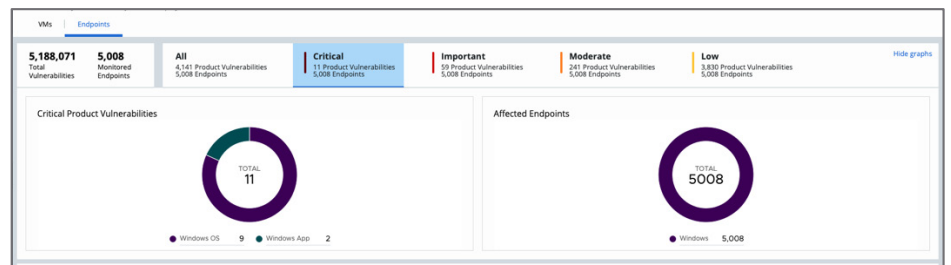 VMs
Endpoints
5,188,071
Total
Vulnerabilities
5,008
Monitored
Endpoints
All
4,141 Product Vulnerabilities
5,008 Endpoints
Critical
11 Product Vulnerabilities
5,008 Endpoints
Important
59 Product Vulnerabilities
5,008 Endpoints
Moderate
241 Product Vulnerabilities
5,008 Endpoints
Low
3,830 Product Vulnerabilities
5,008 Endpoints
Hide graphs
Critical Product Vulnerabilities
TOTAL
11
Windows OS 9 Windows App 2
Affected Endpoints
TOTAL
5008
Windows 5,008